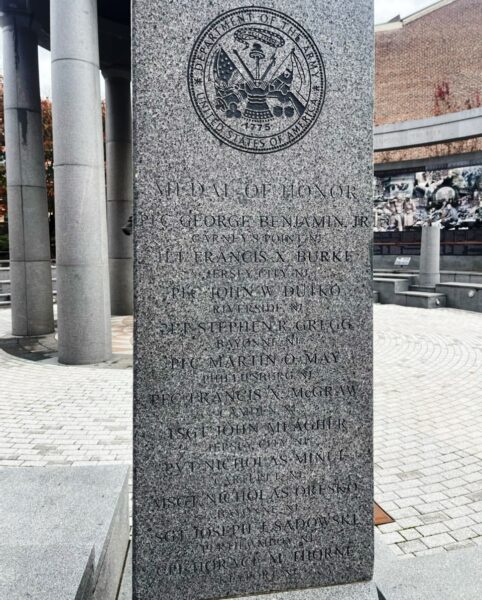 DEPARTMENT OF THE ARMY
UNITED STATES OF AMERICA
1775
MEDAL OF HONOR
PFC GEORGE BENJAMIN, JR
CARNEY'S POINT, NJ
1LT FRANCIS X. BURKE
JERSEY CITY, NJ
PFC JOHN W. DUTKO
RIVERSIDE, NJ
2LT STEPHEN R. GREGG
BAYONNE, NJ
PFC MARTIN O. MAY
PHILLIPSBURG, NJ
PFC FRANCIS X. McGRAW
CAMDEN, NJ
TSGT JOHN MEAGHER
JERSEY CITY, NJ
PVT NICHOLAS MINUE
CARTERET, NJ
MSGT NICHOLAS ORESKO
BAYONNE, NJ
SGT JOSEPH J. SADOWSKI
PERTH AMBOY, NJ
CPL HORACE M. THORNE
NJ